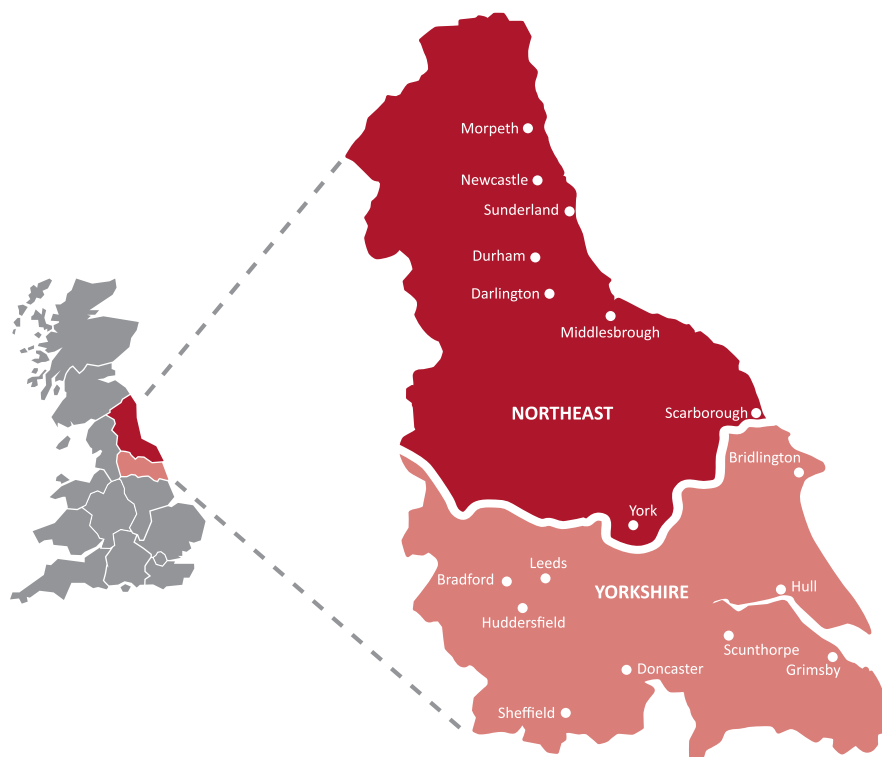 Morpeth
Newcastle
Sunderland
Durham
Darlington
Middlesbrough
NORTHEAST
Scarborough
Bridlington
York
Leeds
Bradford
YORKSHIRE
Hull
Huddersfield
Scunthorpe
Grimsby
Doncaster
Sheffield